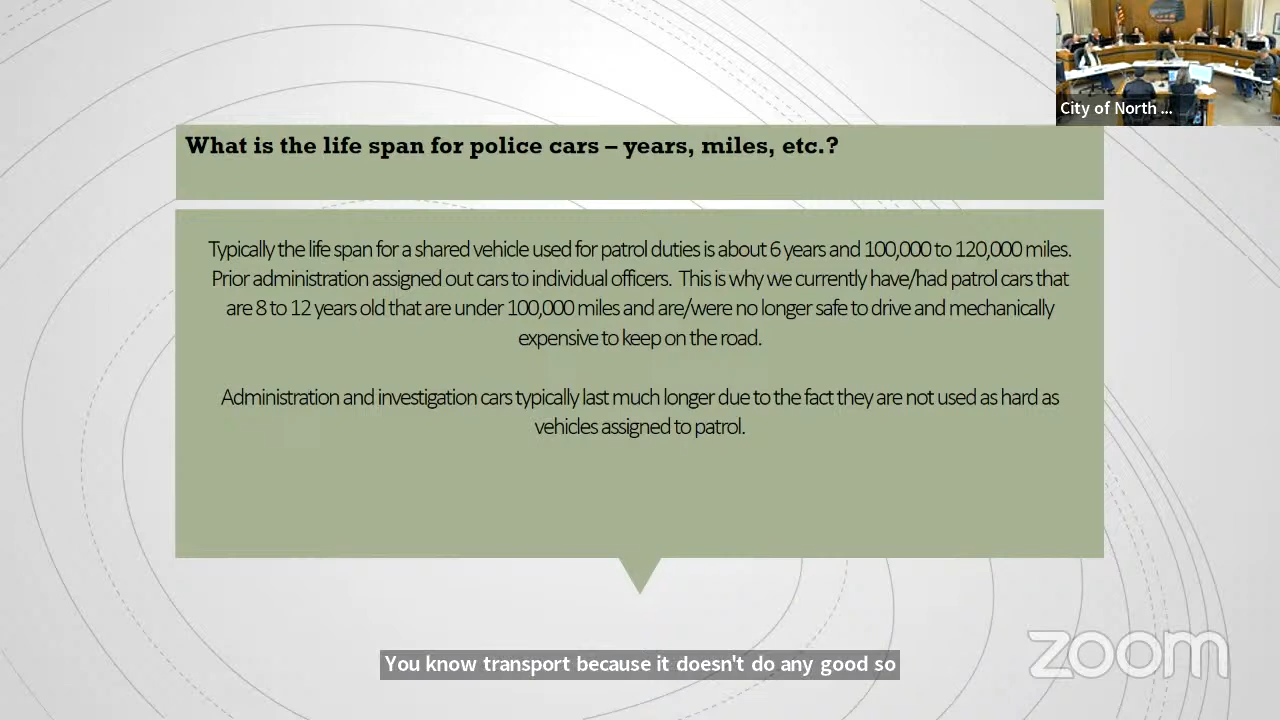 City of North ...
What is the life span for police cars – years, miles, etc.?
Typically the life span for a shared vehicle used for patrol duties is about 6 years and 100,000 to 120,000 miles.
Prior administration assigned out cars to individual officers. This is why we currently have/had patrol cars that
are 8 to 12 years old that are under 100,000 miles and are/were no longer safe to drive and mechanically
expensive to keep on the road.
Administration and investigation cars typically last much longer due to the fact they are not used as hard as
vehicles assigned to patrol.
zoom
You know transport because it doesn't do any good so